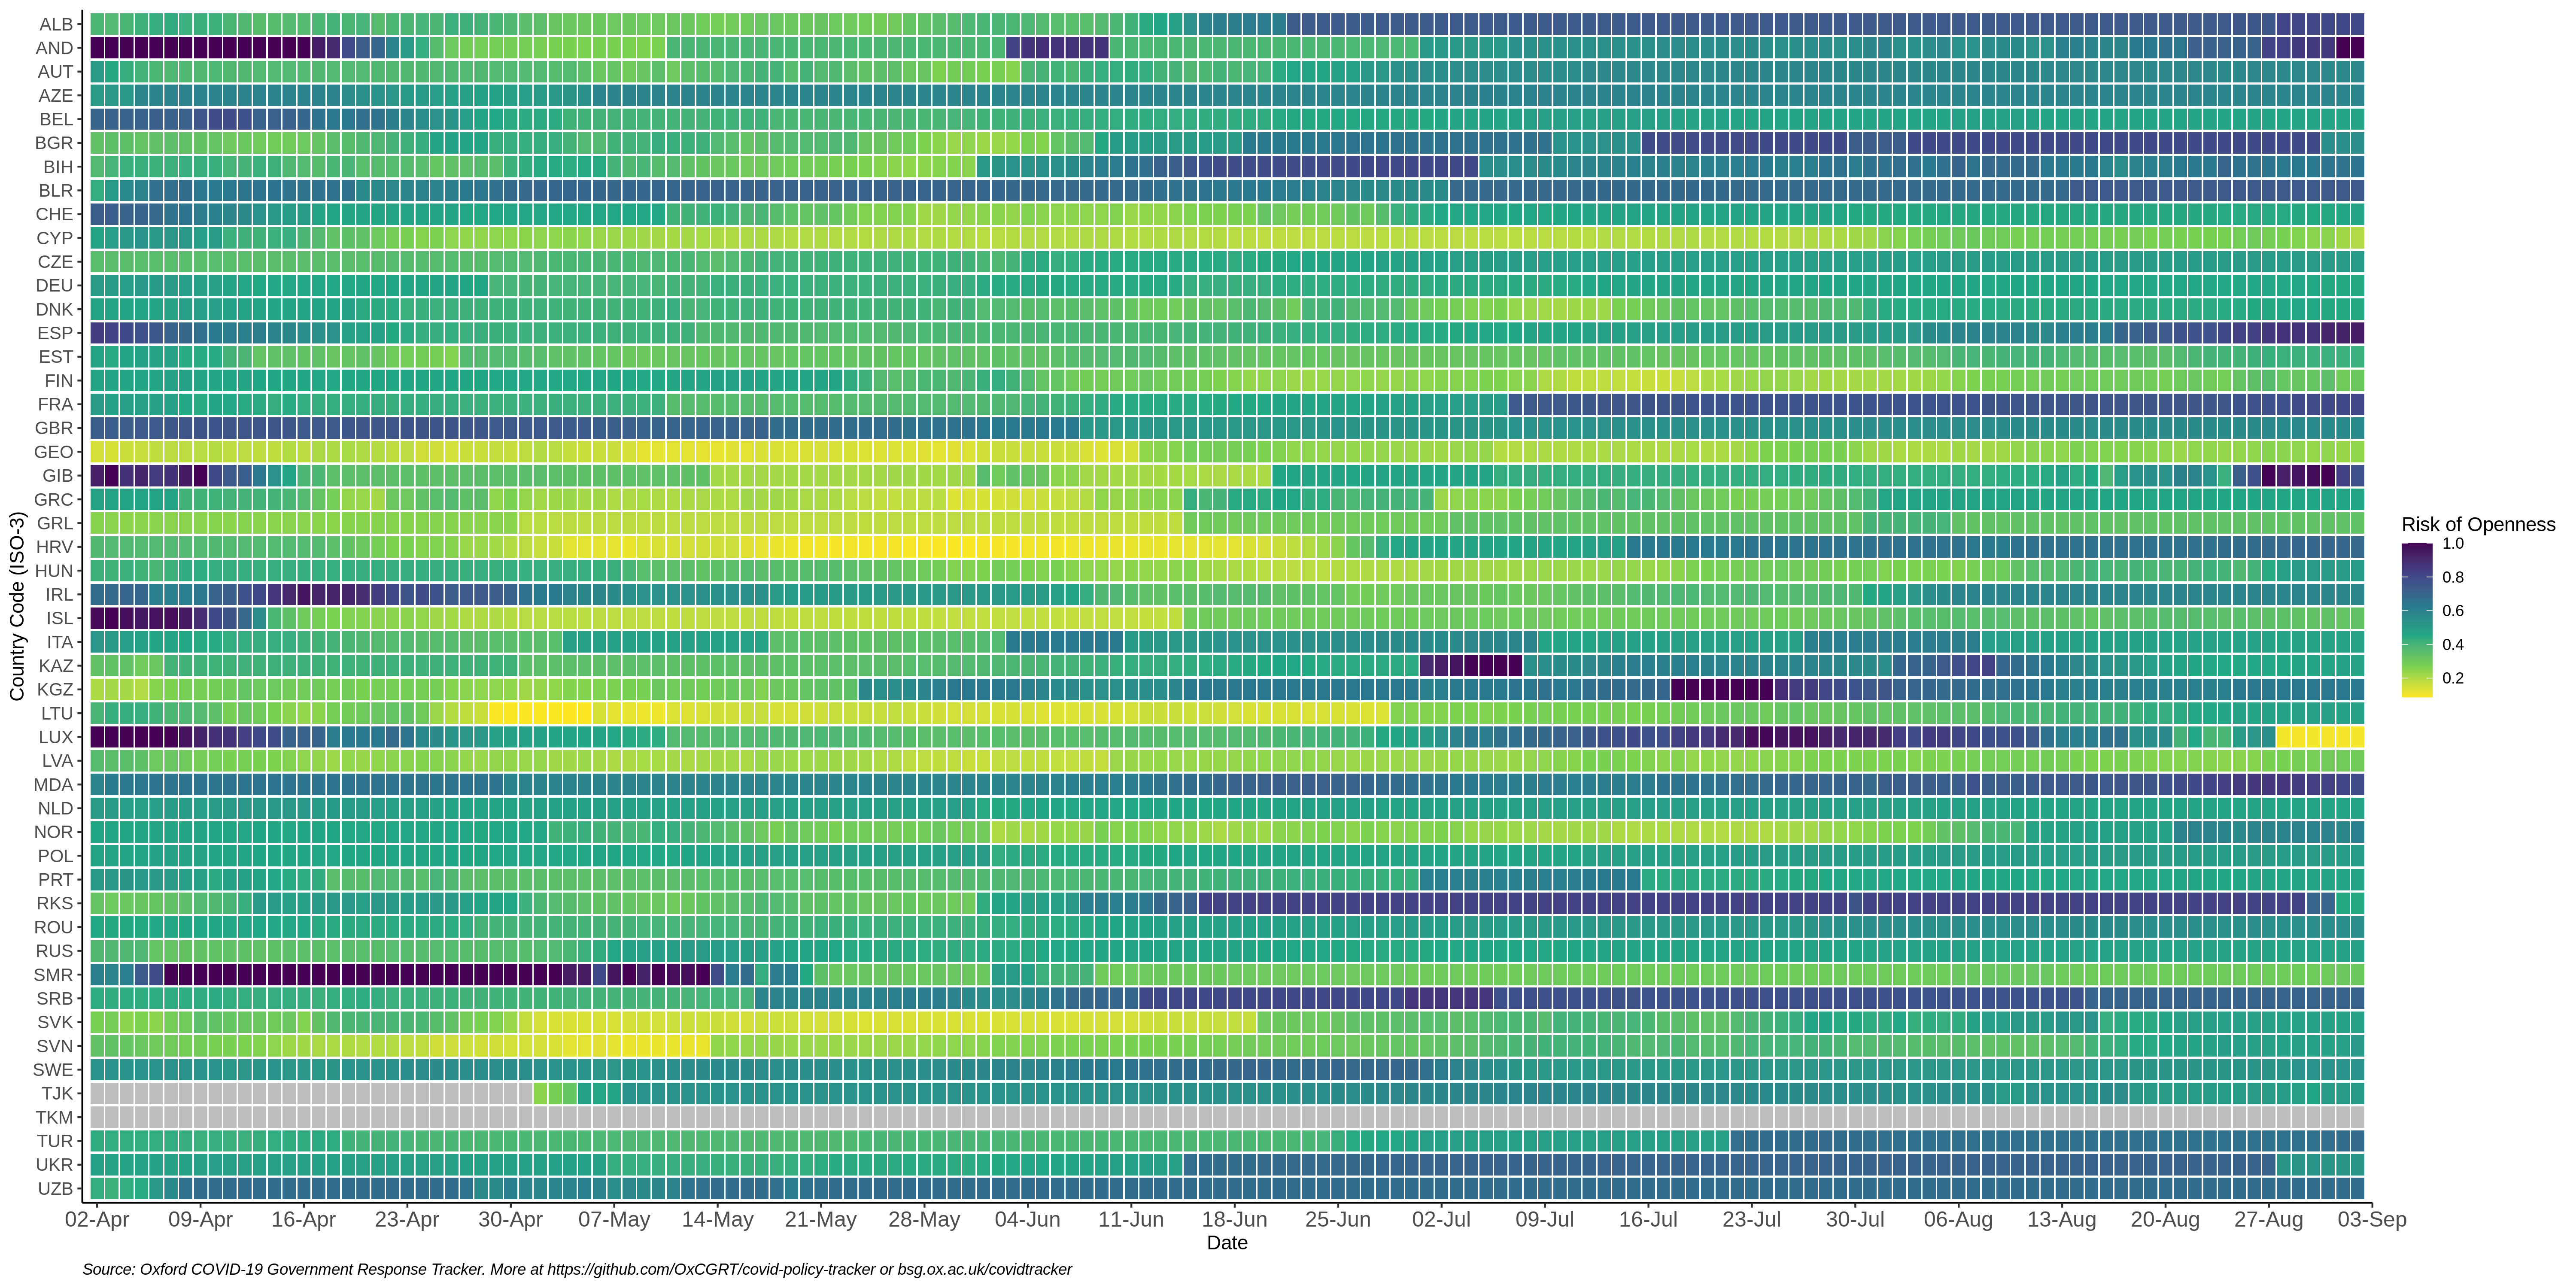 ALB
AND
AUT
AZE
BEL
BGR
BIH
BLR
CHE
CYP
CZE
DEU
DNK
ESP
EST
FIN
FRA
GBR
GEO
GIB
GRC
GRL
HRV
HUN
IRL
ISL
ITA
KAZ
KGZ
LTU
LUX
LVA
MDA
NLD
NOR
POL
PRT
RKS
ROU
RUS
SMR
SRB
SVK
SVN
SWE
TJK
TKM
TUR
UKR
UZB
Country Code (ISO-3)
02-Apr 09-Apr 16-Apr 23-Apr 30-Apr 07-May 14-May 21-May 28-May 04-Jun 11-Jun 18-Jun 25-Jun 02-Jul 09-Jul 16-Jul 23-Jul 30-Jul 06-Aug 13-Aug 20-Aug 27-Aug 03-Sep
Date
Risk of Openness
1.0
0.8
0.6
0.4
0.2
Source: Oxford COVID-19 Government Response Tracker. More at https://github.com/OxCGRT/covid-policy-tracker or bsg.ox.ac.uk/covidtracker